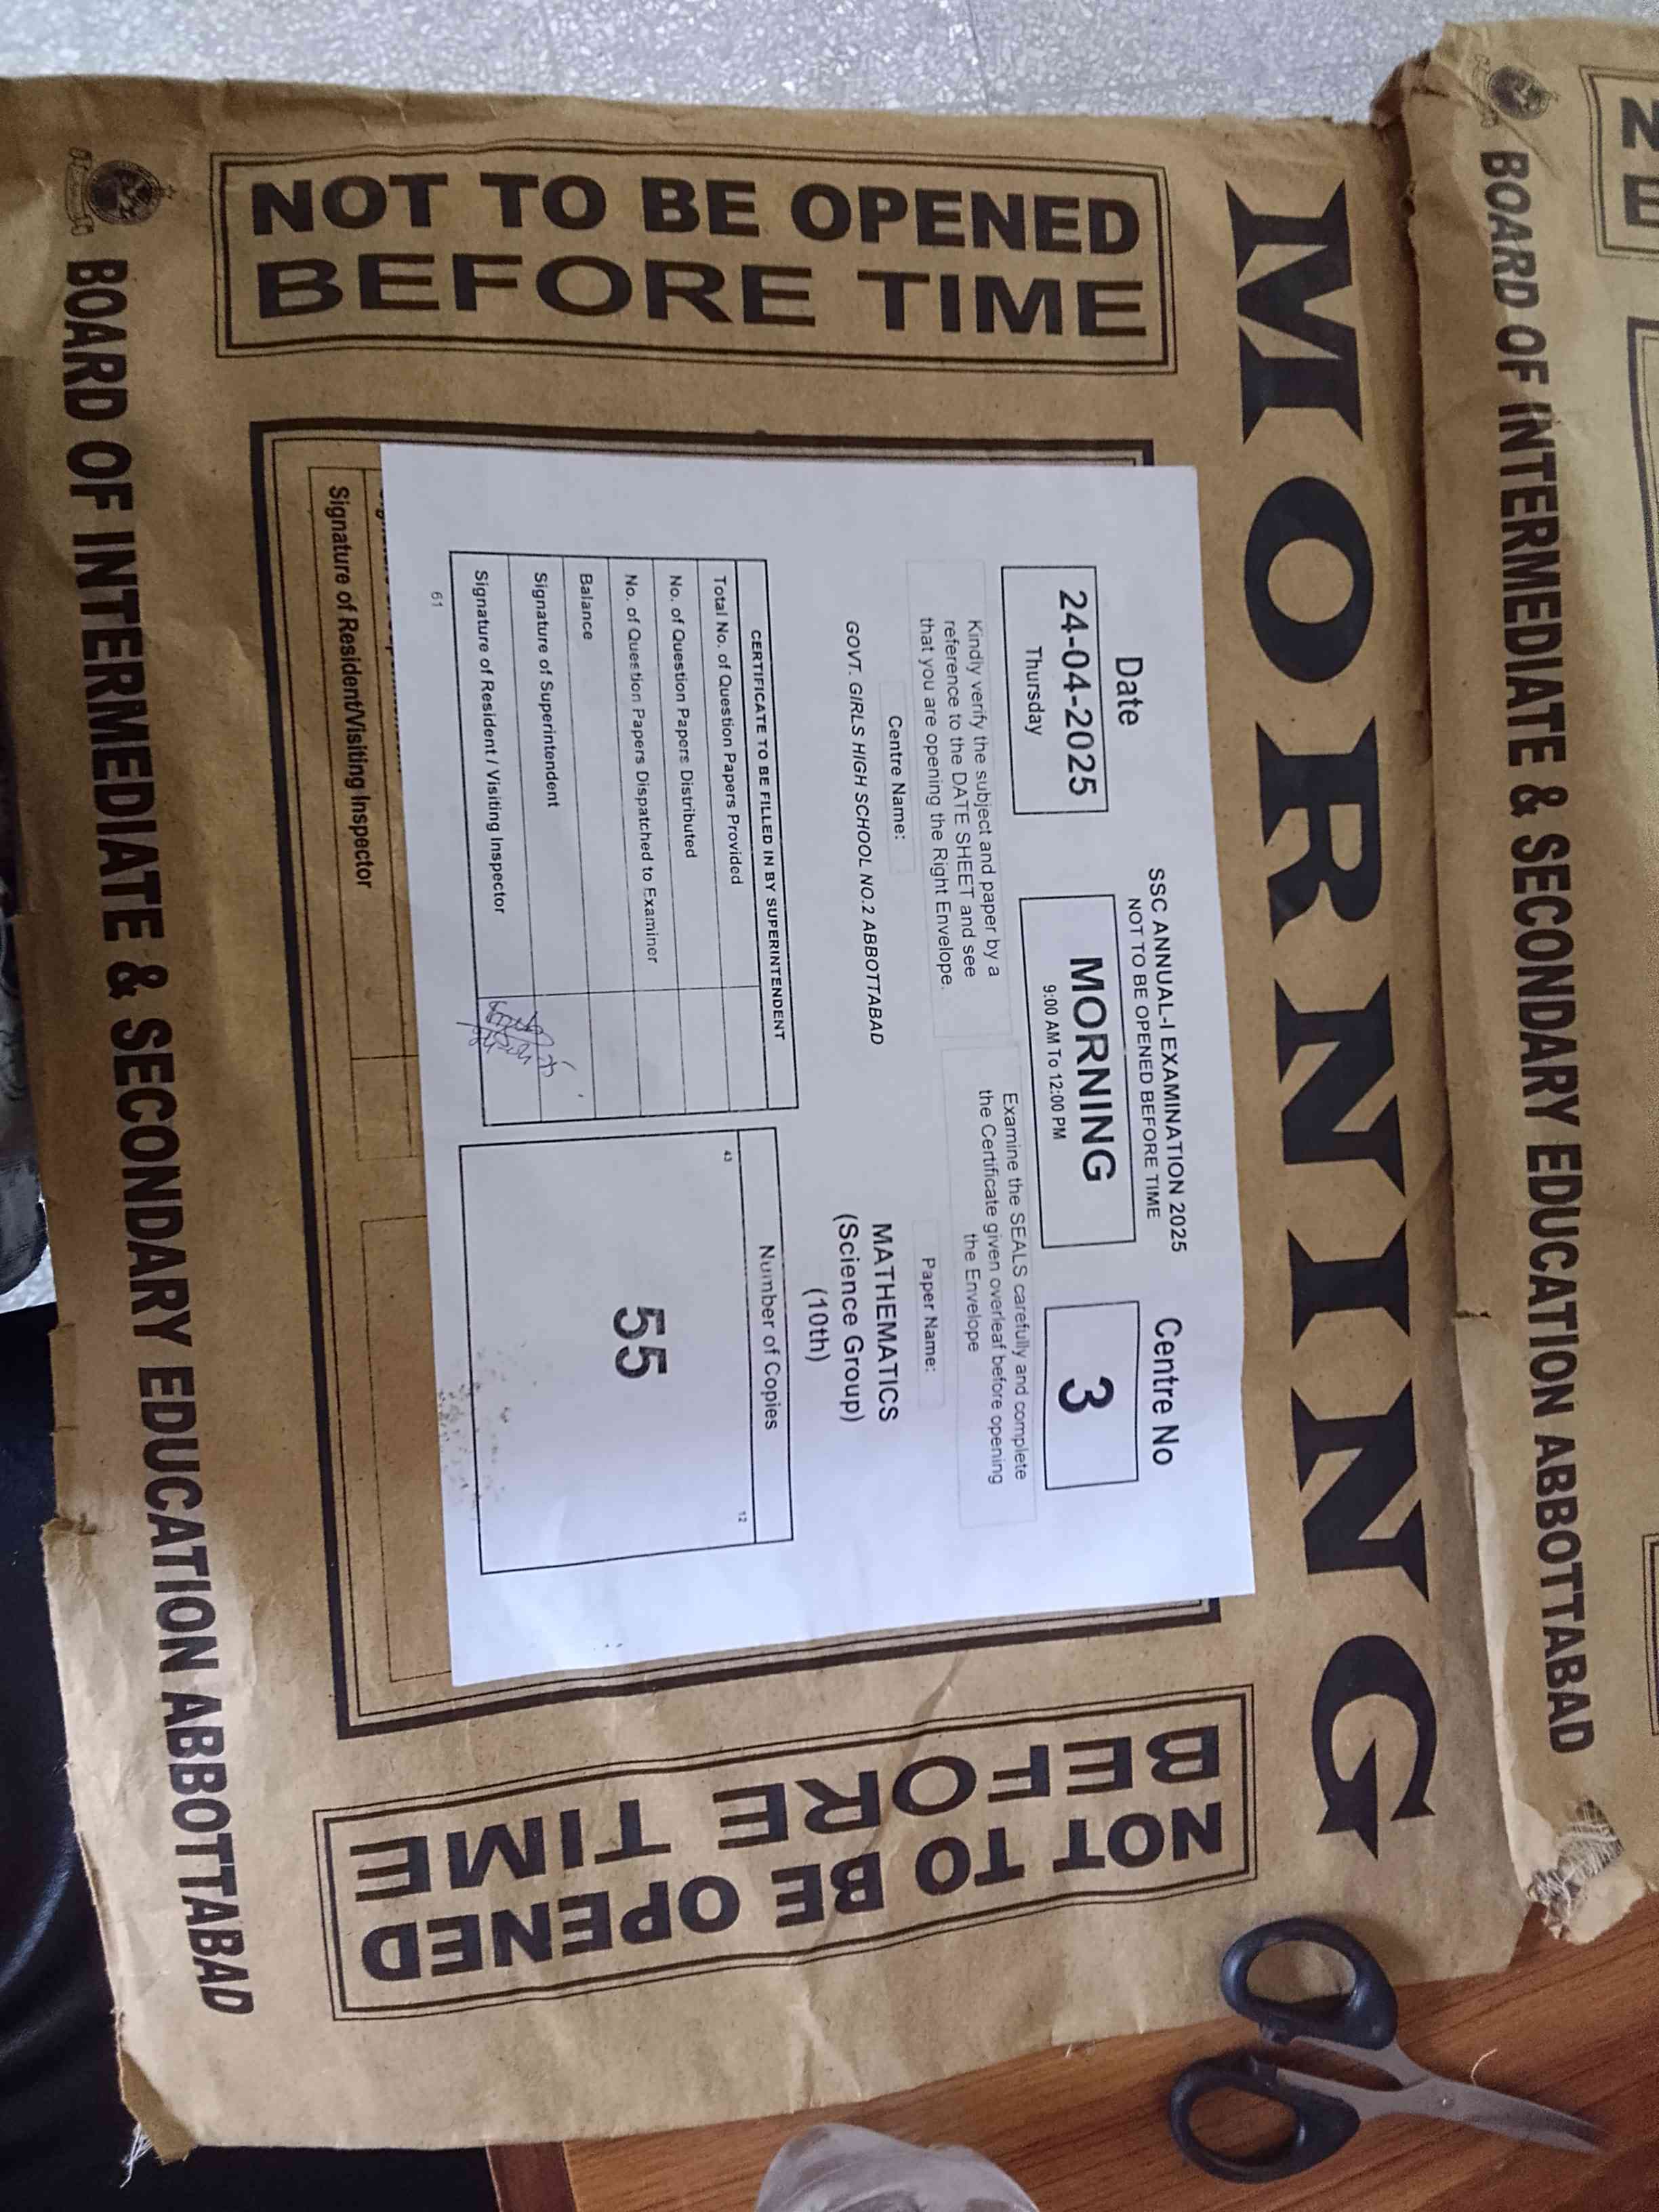 MORNING
NOT TO BE OPENED
BEFORE TIME
SSC ANNUAL-I EXAMINATION 2025
NOT TO BE OPENED BEFORE TIME
Date
24-04-2025
Thursday
MORNING
9:00 AM To 12:00 PM
Centre No
3
Kindly verify the subject and paper by a
reference to the DATE SHEET and see
that you are opening the Right Envelope.
Examine the SEALS carefully and complete
the Certificate given overleaf before opening
the Envelope
Centre Name:
GOVT. GIRLS HIGH SCHOOL NO.2 ABBOTTABAD
Paper Name:
MATHEMATICS
(Science Group)
(10th)
CERTIFICATE TO BE FILLED IN BY SUPERINTENDENT
Total No. of Question Papers Provided
No. of Question Papers Distributed
No. of Question Papers Dispatched to Examiner
Balance
Signature of Superintendent
Signature of Resident / Visiting Inspector
61
Number of Copies
43
12
55
Signature of Resident/Visiting Inspector
NOT TO BE OPENED
BEFORE TIME
BOARD OF INTERMEDIATE & SECONDARY EDUCATION ABBOTTABAD
BOARD OF INTERMEDIATE & SECONDARY EDUCATION ABBOTTABAD